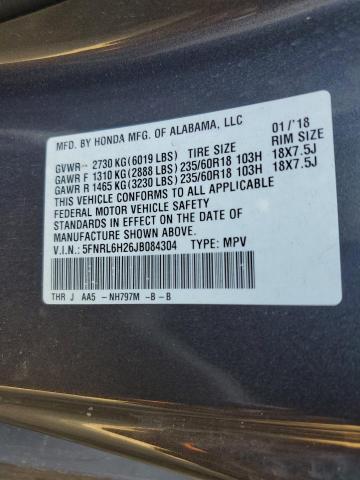 MFD. BY HONDA MFG. OF ALABAMA, LLC 01/'18
GVWR 2730 KG(6019 LBS) TIRE SIZE RIM SIZE
GAWR F 1310 KG(2888 LBS)235/60R18 103H 18X7.5J
GAWR R 1465 KG(3230 LBS)235/60R18 103H 18X7.5J
THIS VEHICLE CONFORMS TO ALL APPLICABLE
FEDERAL MOTOR VEHICLE SAFETY
STANDARDS IN EFFECT ON THE DATE OF
MANUFACTURE SHOWN ABOVE.
V.I.N.: 5FNRL6H26JB084304 TYPE: MPV
THR J AA5 -NH797M -B-B